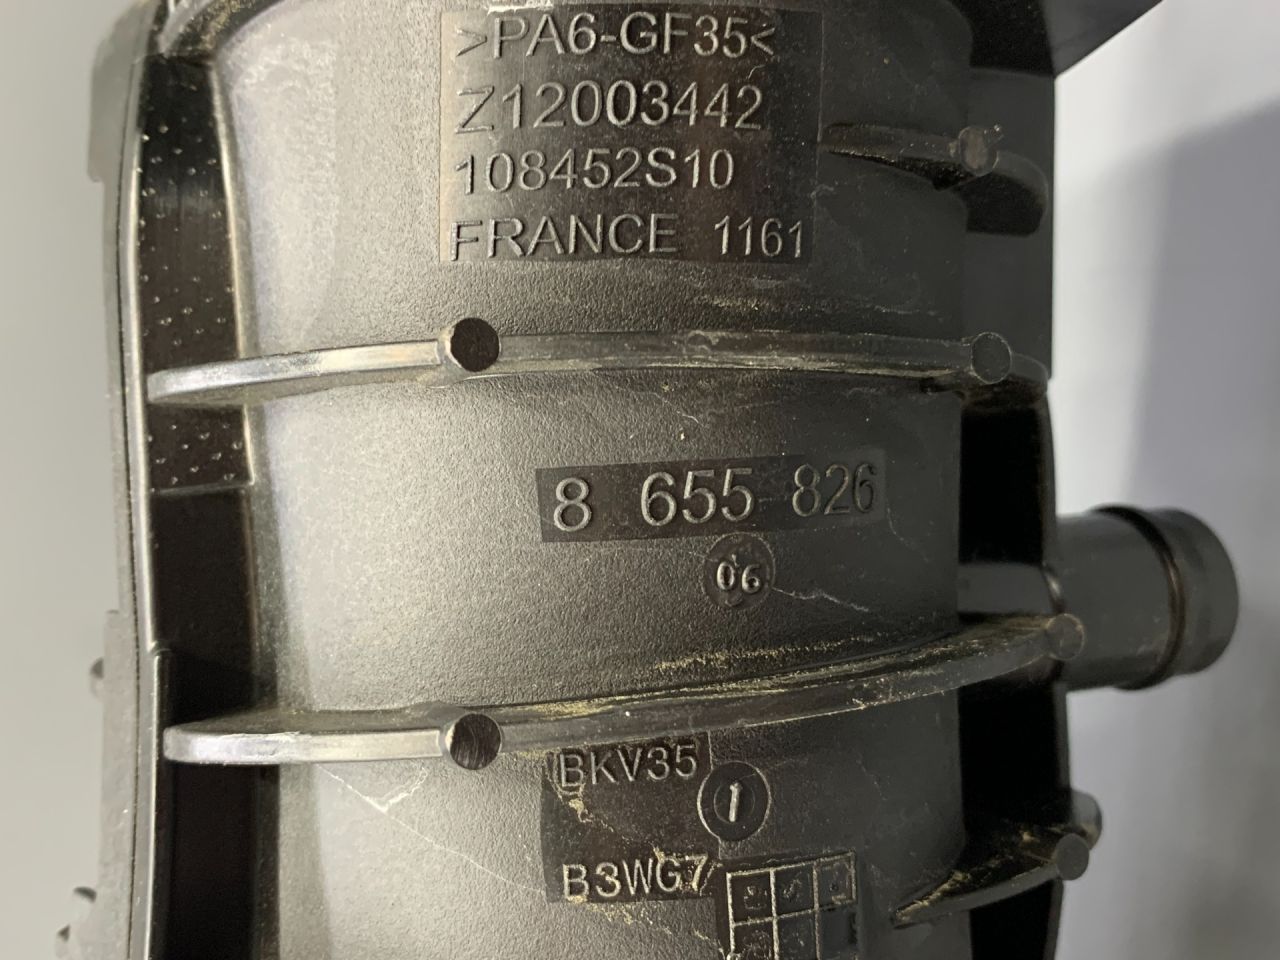 >PA6-GF35<
Z12003442
108452S10
FRANCE 1161
8 655 826
06
BKV35
1
B3WG7